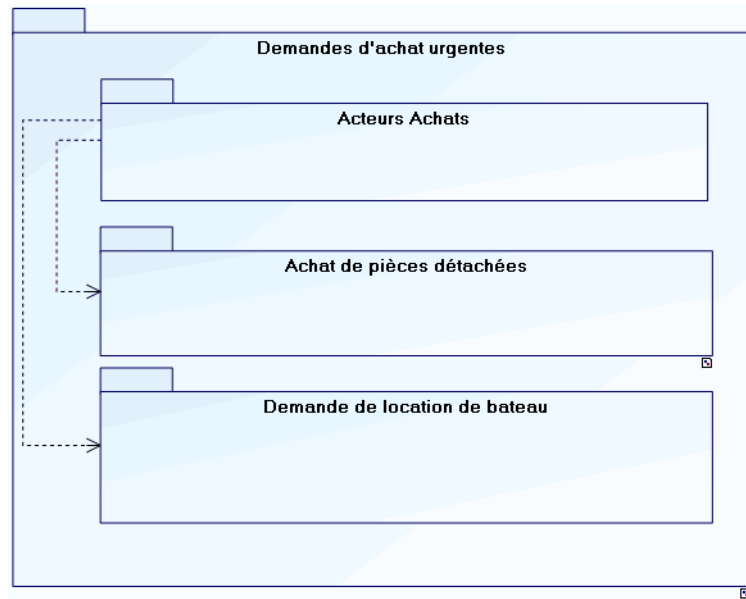 Demandes d'achat urgentes
Acteurs Achats
Achat de pièces détachées
Demande de location de bateau